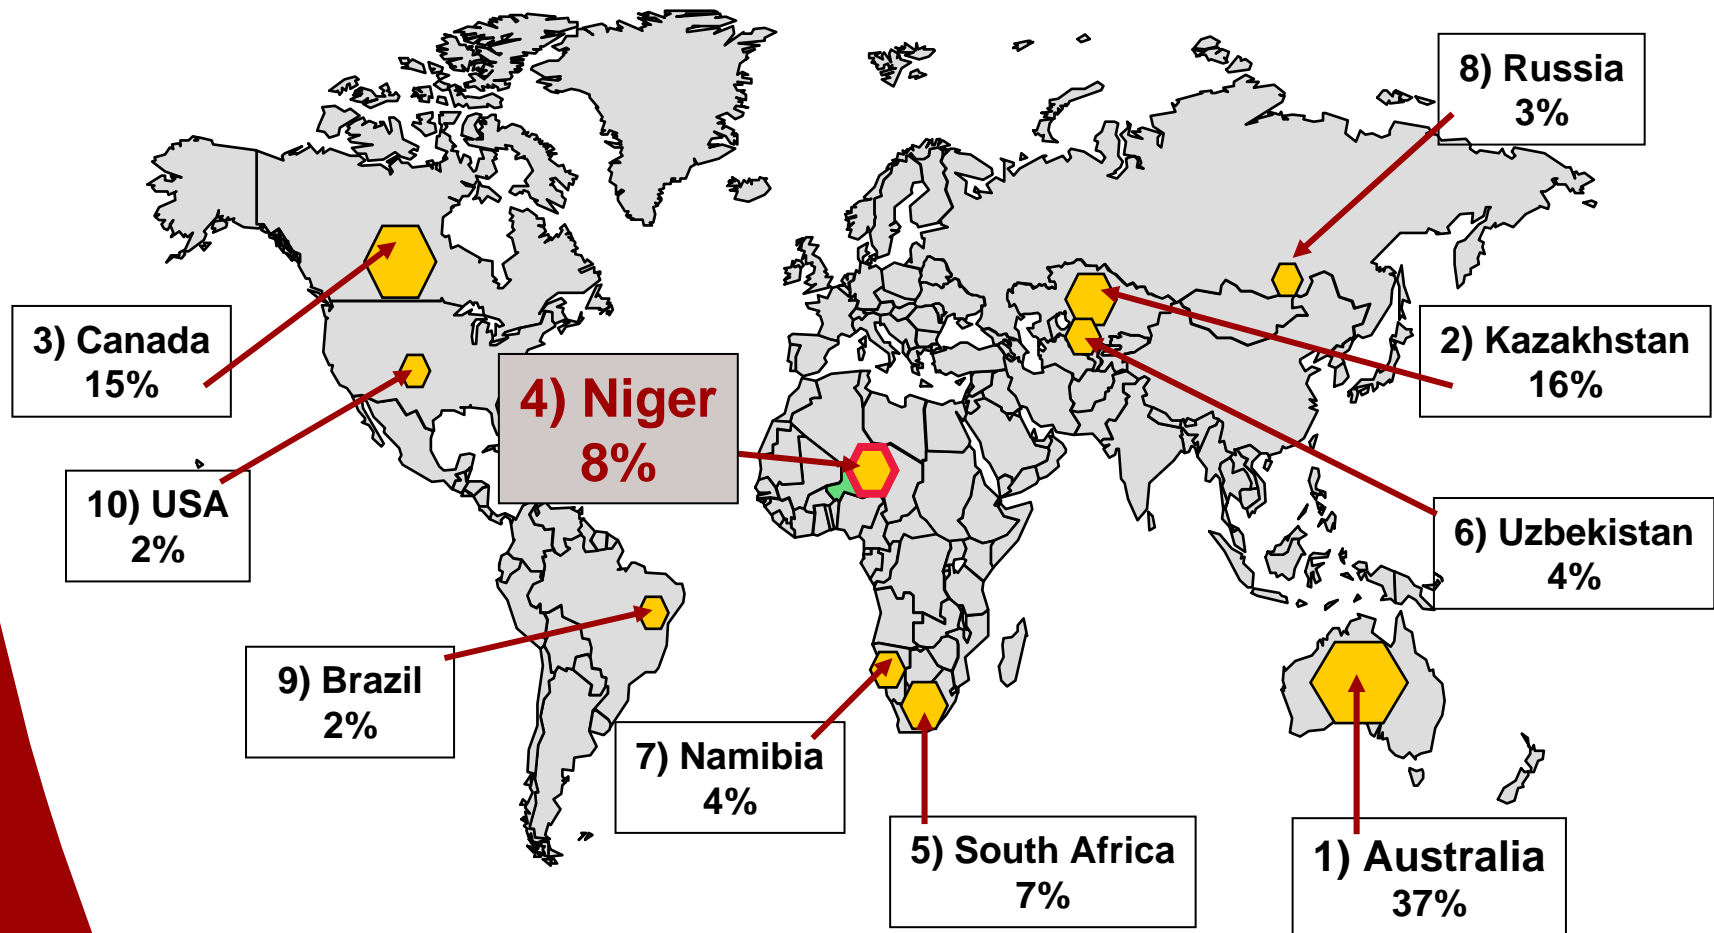 8) Russia
3%
3) Canada
15%
2) Kazakhstan
16%
4) Niger
8%
10) USA
2%
6) Uzbekistan
4%
9) Brazil
2%
7) Namibia
4%
5) South Africa
7%
1) Australia
37%